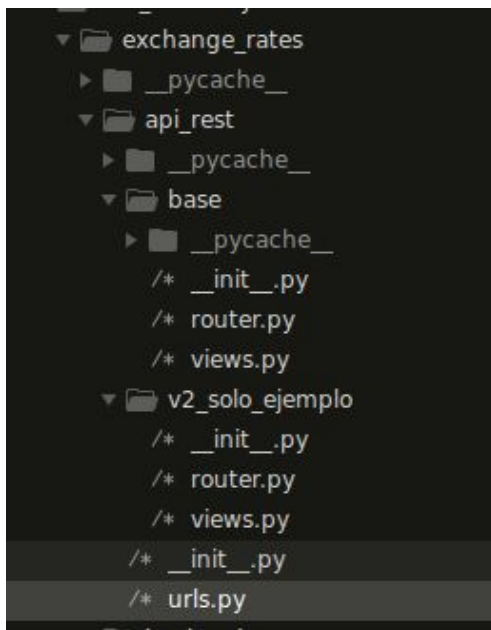 exchange_rates
__pycache__
api_rest
__pycache__
base
__pycache__
/* __init__.py
/* router.py
/* views.py
v2_solo_ejemplo
/* __init__.py
/* router.py
/* views.py
/* __init__.py
/* urls.py